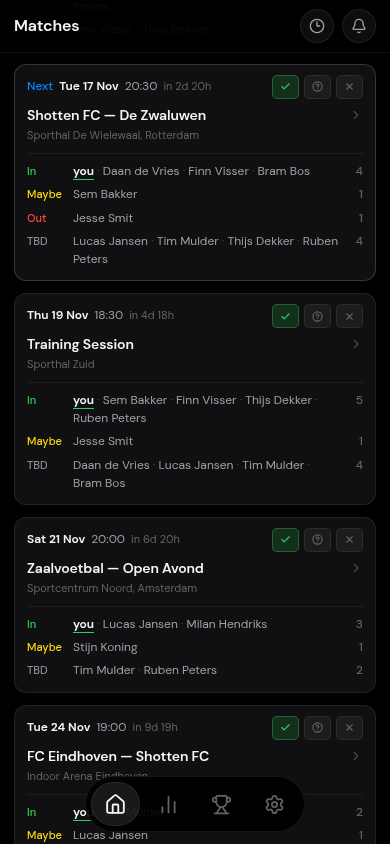 Peters
Matches
Finn Visser · Thijs Dekker
Next Tue 17 Nov 20:30 in 2d 20h
Shotten FC — De Zwaluwen
Sporthal De Wielewaal, Rotterdam
In you · Daan de Vries · Finn Visser · Bram Bos 4
Maybe Sem Bakker 1
Out Jesse Smit 1
TBD Lucas Jansen · Tim Mulder · Thijs Dekker · Ruben 4
Peters
Thu 19 Nov 18:30 in 4d 18h
Training Session
Sporthal Zuid
In you · Sem Bakker · Finn Visser · Thijs Dekker · 5
Ruben Peters
Maybe Jesse Smit 1
TBD Daan de Vries · Lucas Jansen · Tim Mulder · 4
Bram Bos
Sat 21 Nov 20:00 in 6d 20h
Zaalvoetbal — Open Avond
Sportcentrum Noord, Amsterdam
In you · Lucas Jansen · Milan Hendriks 3
Maybe Stijn Koning 1
TBD Tim Mulder · Ruben Peters 2
Tue 24 Nov 19:00 in 9d 19h
FC Eindhoven — Shotten FC
Indoor Arena Eindhoven
In 2
Maybe Lucas Jansen 1